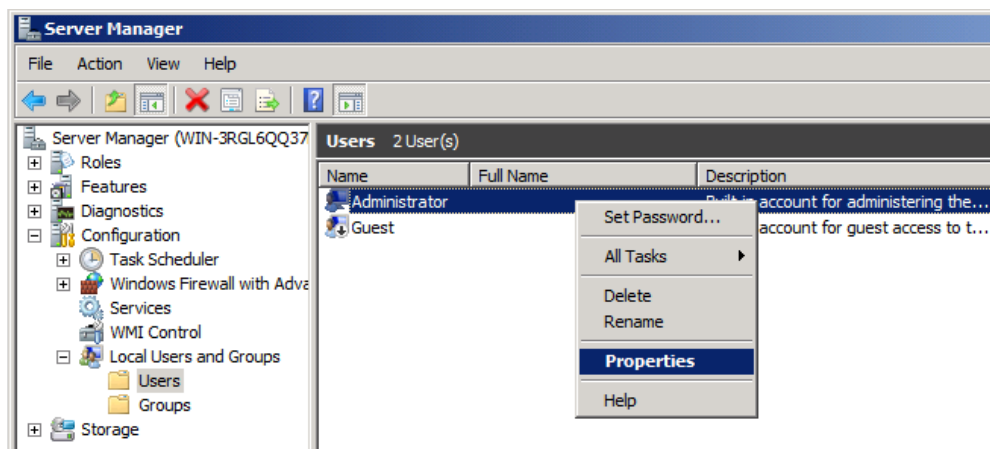 Server Manager
File Action View Help
Server Manager (WIN-3RGL6QQ37
Roles
Features
Diagnostics
Configuration
Task Scheduler
Windows Firewall with Adva
Services
WMI Control
Local Users and Groups
Users
Groups
Storage
Users 2 User(s)
Name Full Name Description
Administrator Built-in account for administering the...
Guest account for guest access to t...
Set Password...
All Tasks
Delete
Rename
Properties
Help